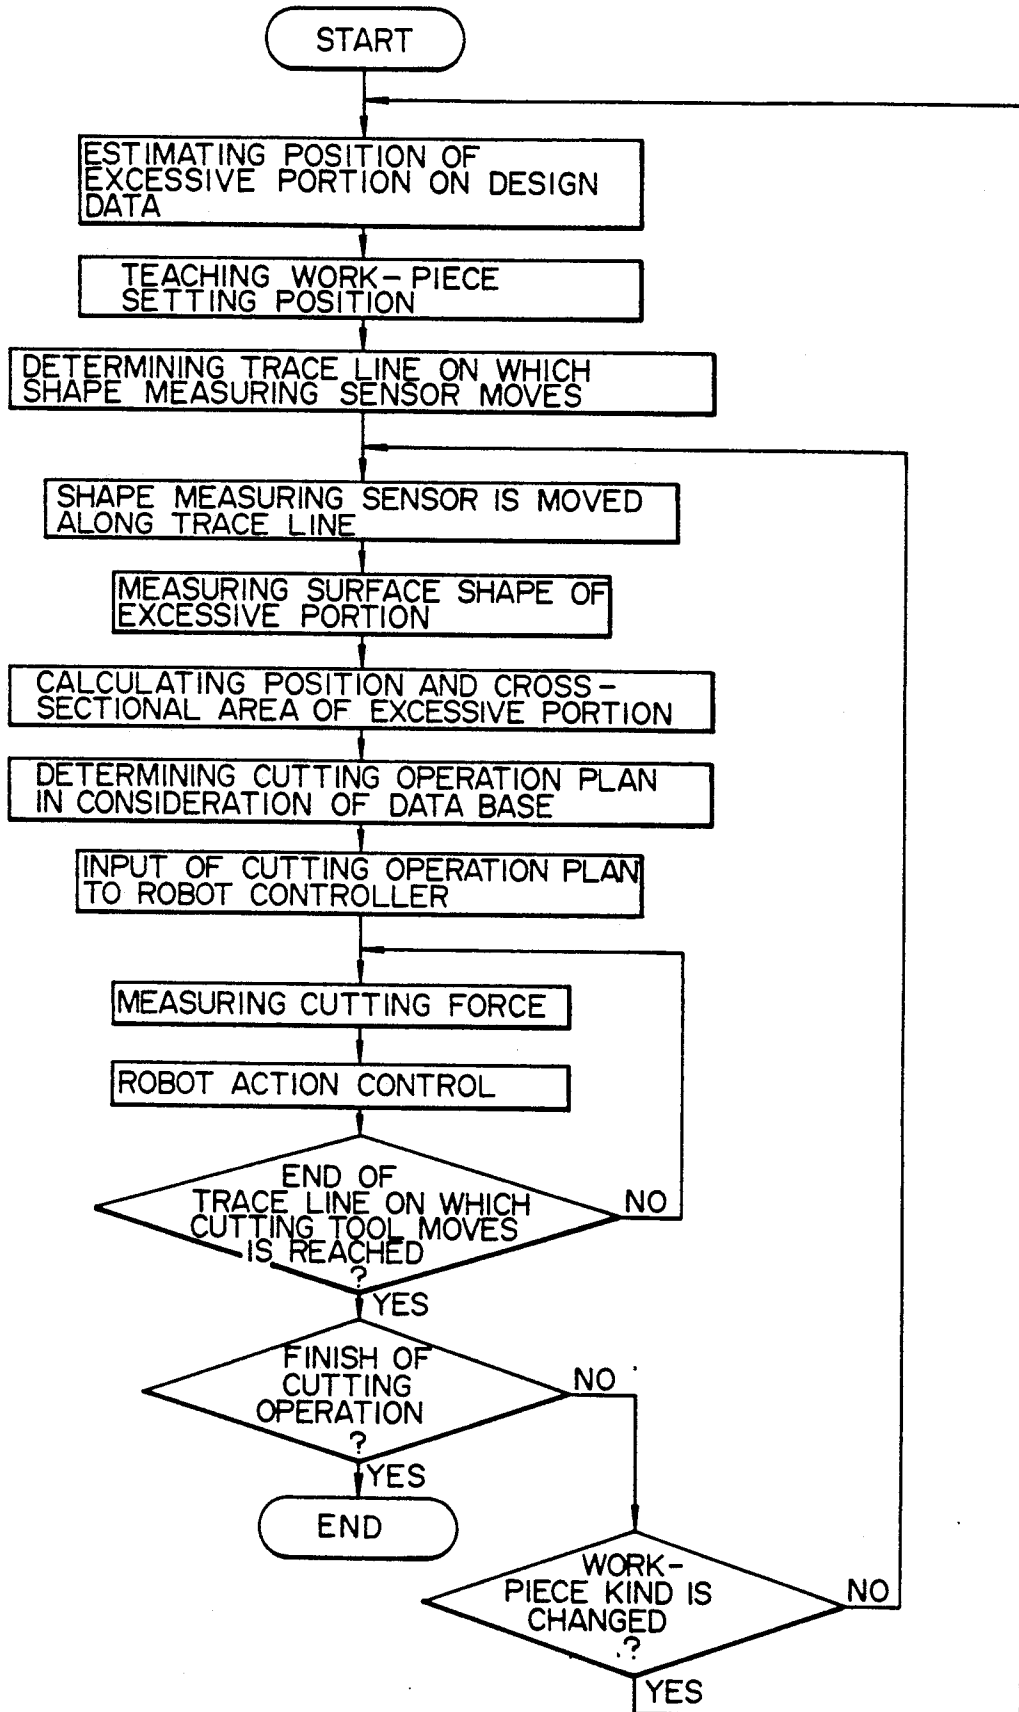 START
ESTIMATING POSITION OF
EXCESSIVE PORTION ON DESIGN
DATA
TEACHING WORK-PIECE
SETTING POSITION
DETERMINING TRACE LINE ON WHICH
SHAPE MEASURING SENSOR MOVES
SHAPE MEASURING SENSOR IS MOVED
ALONG TRACE LINE
MEASURING SURFACE SHAPE OF
EXCESSIVE PORTION
CALCULATING POSITION AND CROSS-
SECTIONAL AREA OF EXCESSIVE PORTION
DETERMINING CUTTING OPERATION PLAN
IN CONSIDERATION OF DATA BASE
INPUT OF CUTTING OPERATION PLAN
TO ROBOT CONTROLLER
MEASURING CUTTING FORCE
ROBOT ACTION CONTROL
END OF
TRACE LINE ON WHICH
CUTTING TOOL MOVES
IS REACHED
?
NO
YES
FINISH OF
CUTTING
OPERATION
?
NO
YES
END
WORK-
PIECE KIND IS
CHANGED
?
NO
YES